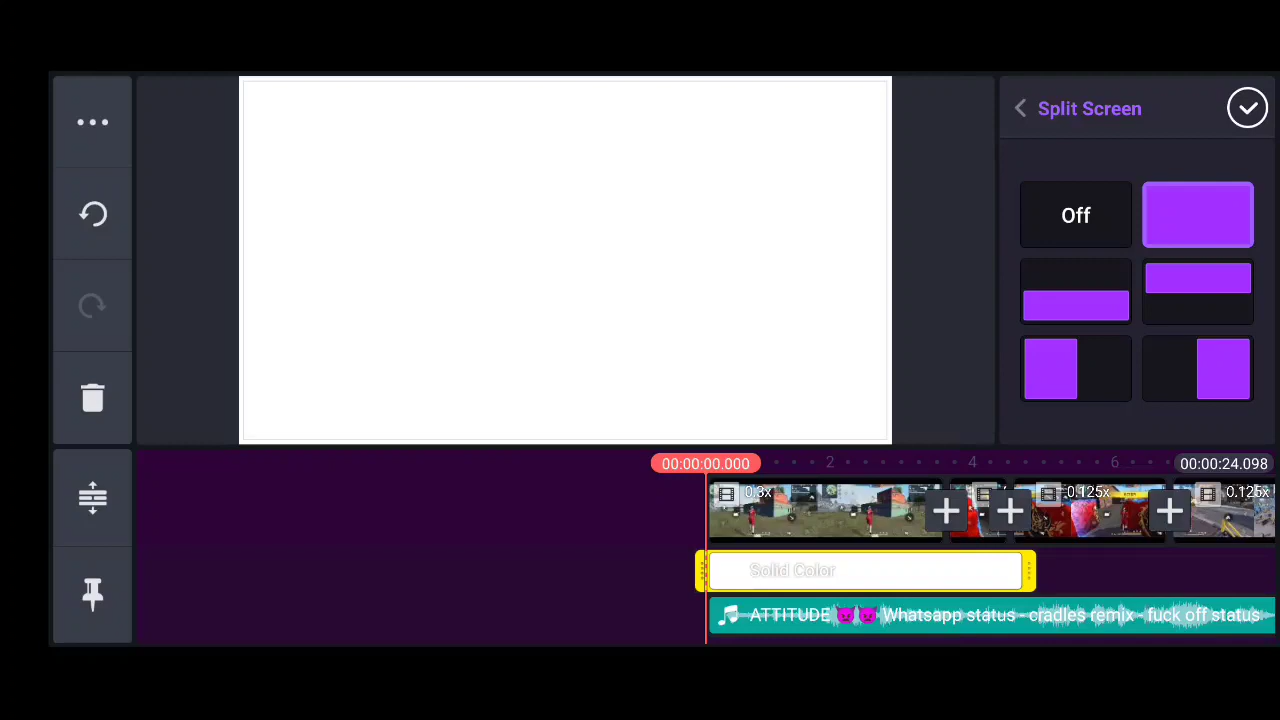 Split Screen
Off
00:00:00.000
2
4
6
00:00:24.098
0.3x
0.125x
0.125x
Solid Color
ATTITUDE 😈😈 Whatsapp status - cradles remix fuck off status